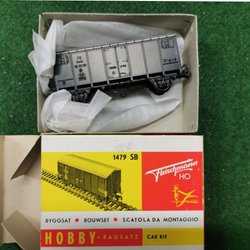 1479 SB
Fleischmann
HO
BYGGSAT • BOUWSET • SCATOLA DA MONTAGGIO
HOBBY - BAUSATZ CAR KIT